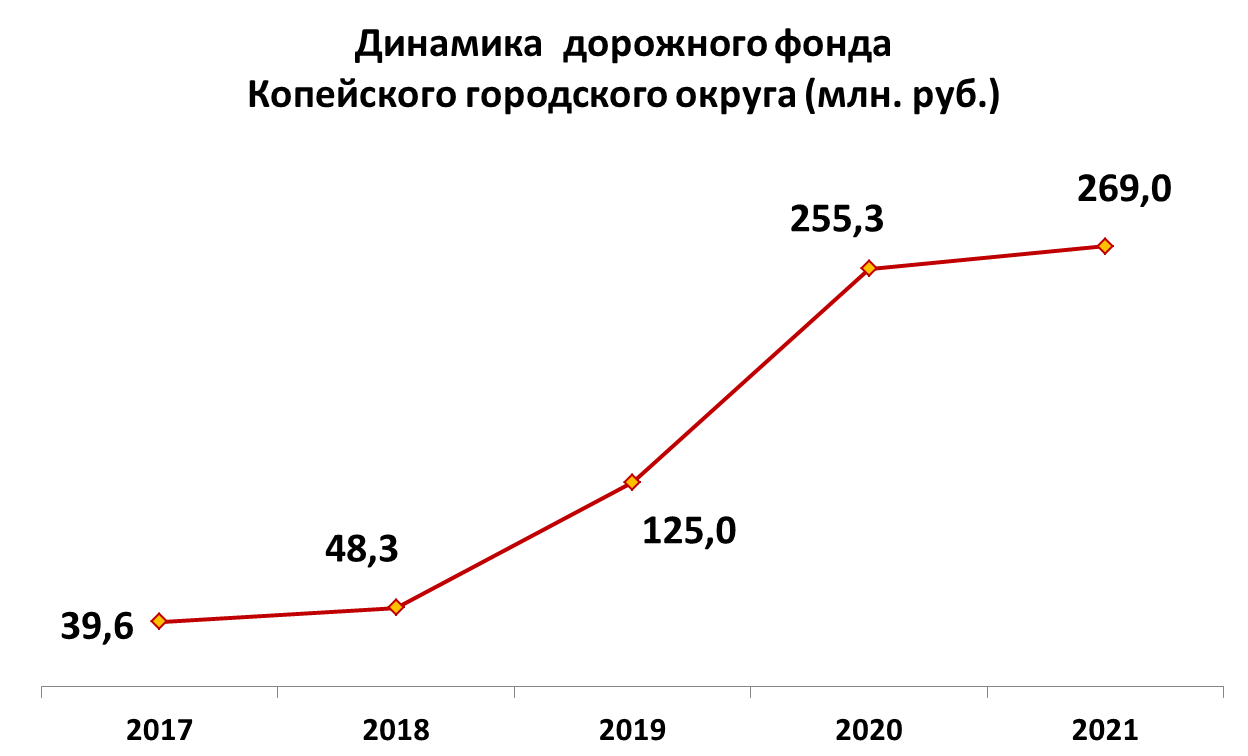 Динамика дорожного фонда
Копейского городского округа (млн. руб.)
269,0
255,3
125,0
48,3
39,6
2017 2018 2019 2020 2021